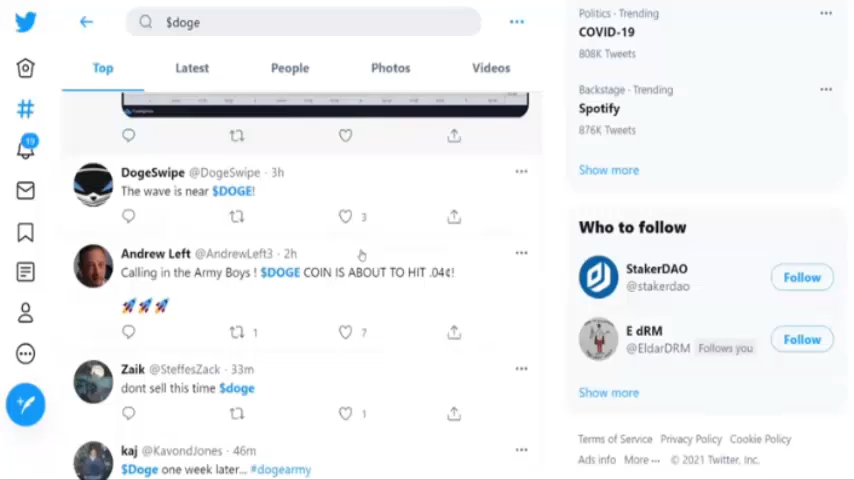 $doge
Top
Latest
People
Photos
Videos
DogeSwipe @DogeSwipe · 3h
The wave is near $DOGE!
3
Andrew Left @AndrewLeft3 · 2h
Calling in the Army Boys ! $DOGE COIN IS ABOUT TO HIT .04¢!
🚀🚀🚀
1
7
Zaik @SteffesZack · 33m
dont sell this time $doge
1
kaj @KavondJones · 46m
$Doge one week later... #dogearmy
19
Politics · Trending
COVID-19
808K Tweets
Backstage · Trending
Spotify
876K Tweets
Show more
Who to follow
StakerDAO
@stakerdao
Follow
E dRM
@EldarDRM Follows you
Follow
Show more
Terms of Service Privacy Policy Cookie Policy
Ads info More ··· © 2021 Twitter, Inc.